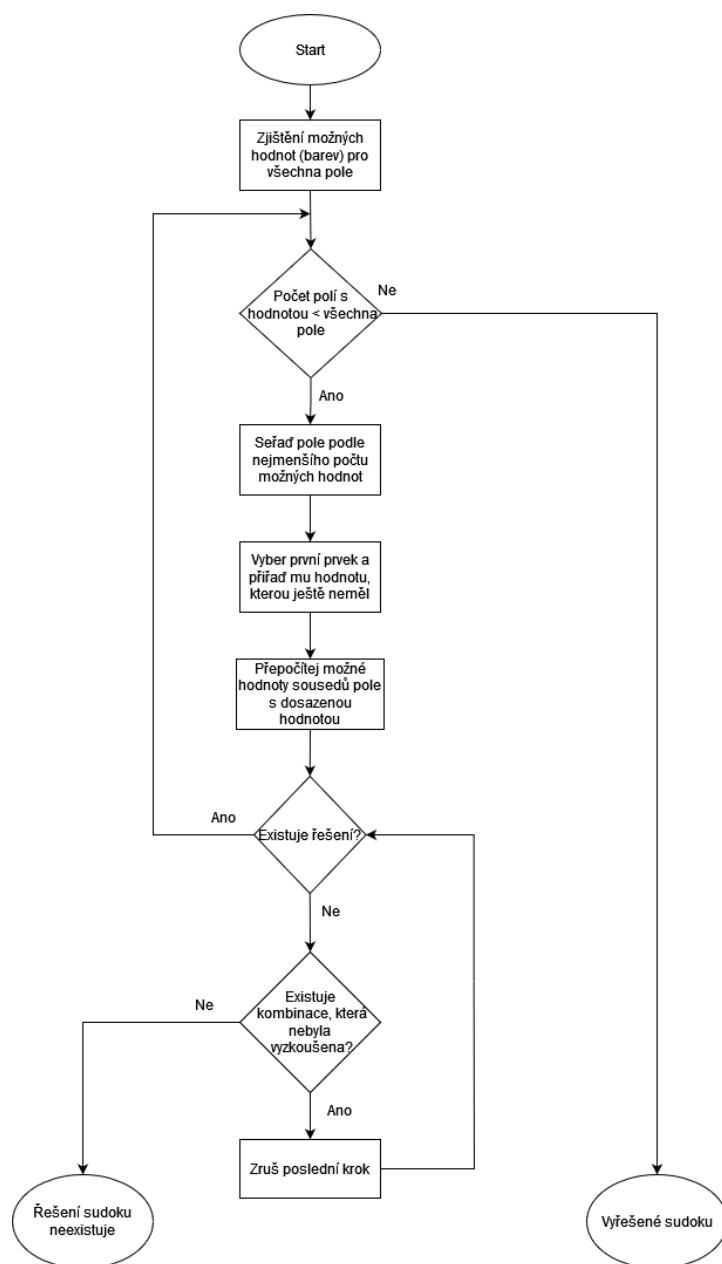 Start
Zjištění možných
hodnot (barev) pro
všechna pole
Počet polí s
hodnotou < všechna
pole
Ne
Ano
Seřaď pole podle
nejmenšího počtu
možných hodnot
Vyber první prvek a
přiřaď mu hodnotu,
kterou ještě neměl
Přepočítej možné
hodnoty sousedů pole
s dosazenou
hodnotou
Ano
Existuje řešení?
Ne
Existuje
kombinace, která
nebyla
vyzkoušena?
Ne
Ano
Zruš poslední krok
Řešení sudoku
neexistuje
Vyřešené sudoku